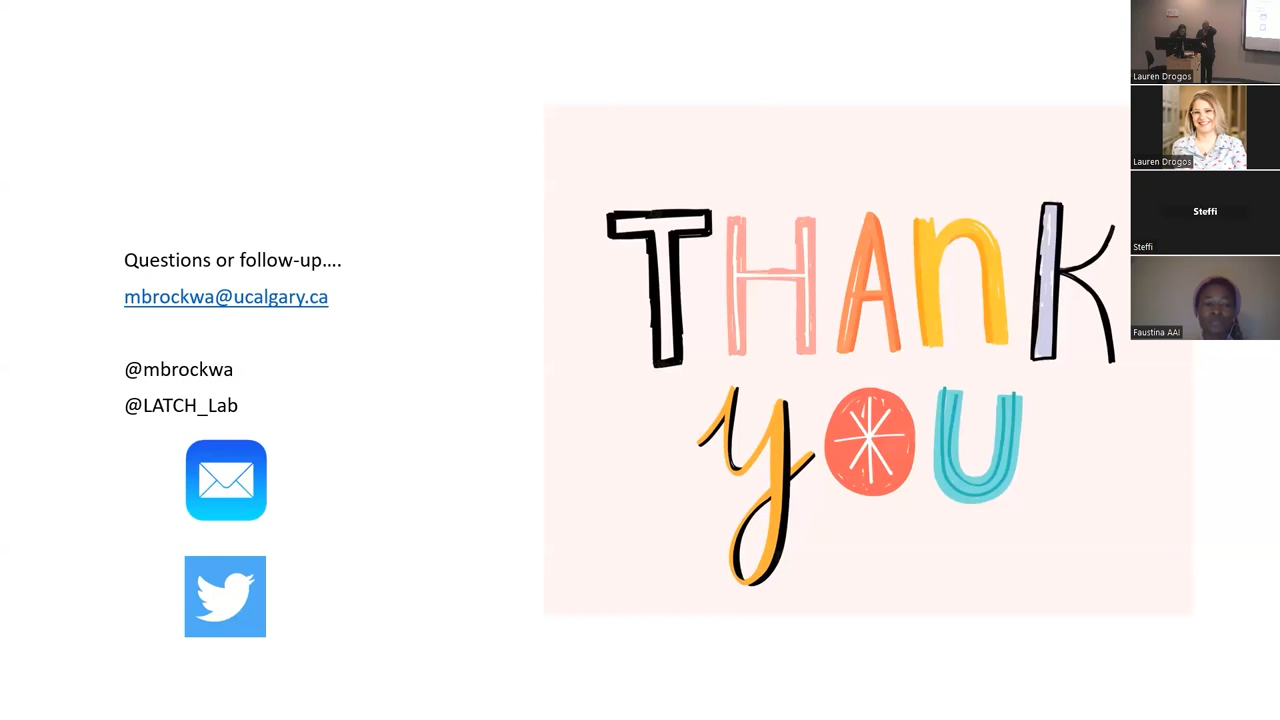 Questions or follow-up....
mbrockwa@ucalgary.ca
@mbrockwa
@LATCH_Lab
THAnK
yOU
Lauren Drogos
Lauren Drogos
Steffi
Steffi
Faustina AAI